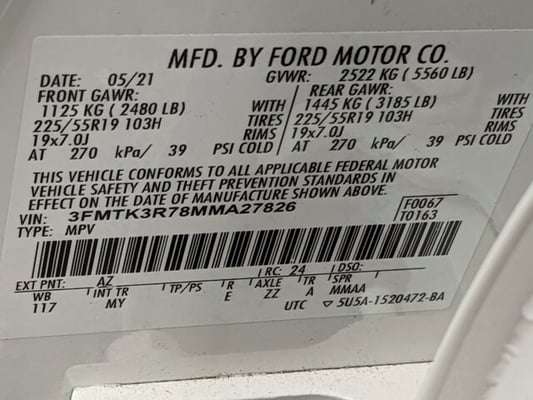 MFD. BY FORD MOTOR CO.
DATE: 05/21 GVWR: 2522 KG ( 5560 LB)
FRONT GAWR: REAR GAWR:
1125 KG ( 2480 LB) WITH 1445 KG ( 3185 LB) WITH
225/55R19 103H TIRES 225/55R19 103H TIRES
19x7.0J RIMS 19x7.0J RIMS
AT 270 kPa/ 39 PSI COLD AT 270 kPa/ 39 PSI COLD
THIS VEHICLE CONFORMS TO ALL APPLICABLE FEDERAL MOTOR
VEHICLE SAFETY AND THEFT PREVENTION STANDARDS IN
EFFECT ON THE DATE OF MANUFACTURE SHOWN ABOVE.
VIN: 3FMTK3R78MMA27826 F0067
TYPE: MPV T0163
EXT PNT: AZ RC: 24 DSO:
WB INT TR TP/PS R AXLE TR SPR
117 MY E ZZ A MMAA
UTC ▽ 5U5A-1520472-BA